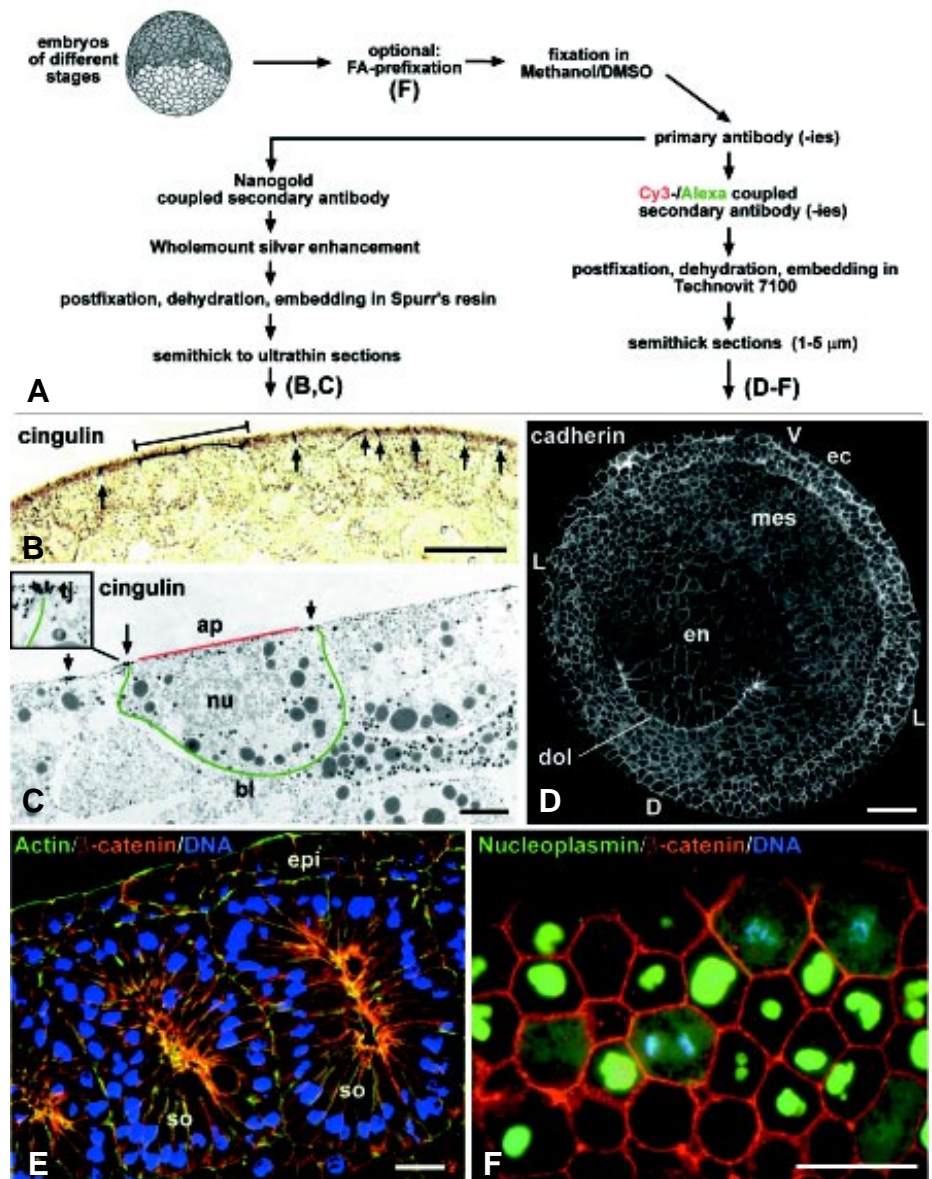 embryos
of different
stages
optional:
FA-prefixation
(F)
fixation in
Methanol/DMSO
primary antibody (-ies)
Nanogold
coupled secondary antibody
Wholemount silver enhancement
postfixation, dehydration, embedding in Spurr's resin
semithick to ultrathin sections
(B,C)
Cy3-/Alexa coupled
secondary antibody (-ies)
postfixation, dehydration, embedding in
Technovit 7100
semithick sections (1-5 µm)
(D-F)
A
cingulin
B
tj
cingulin
ap
nu
bl
C
cadherin
V
ec
mes
L
en
L
dol
D
D
Actin/β-catenin/DNA
epi
so
so
E
Nucleoplasmin/β-catenin/DNA
F